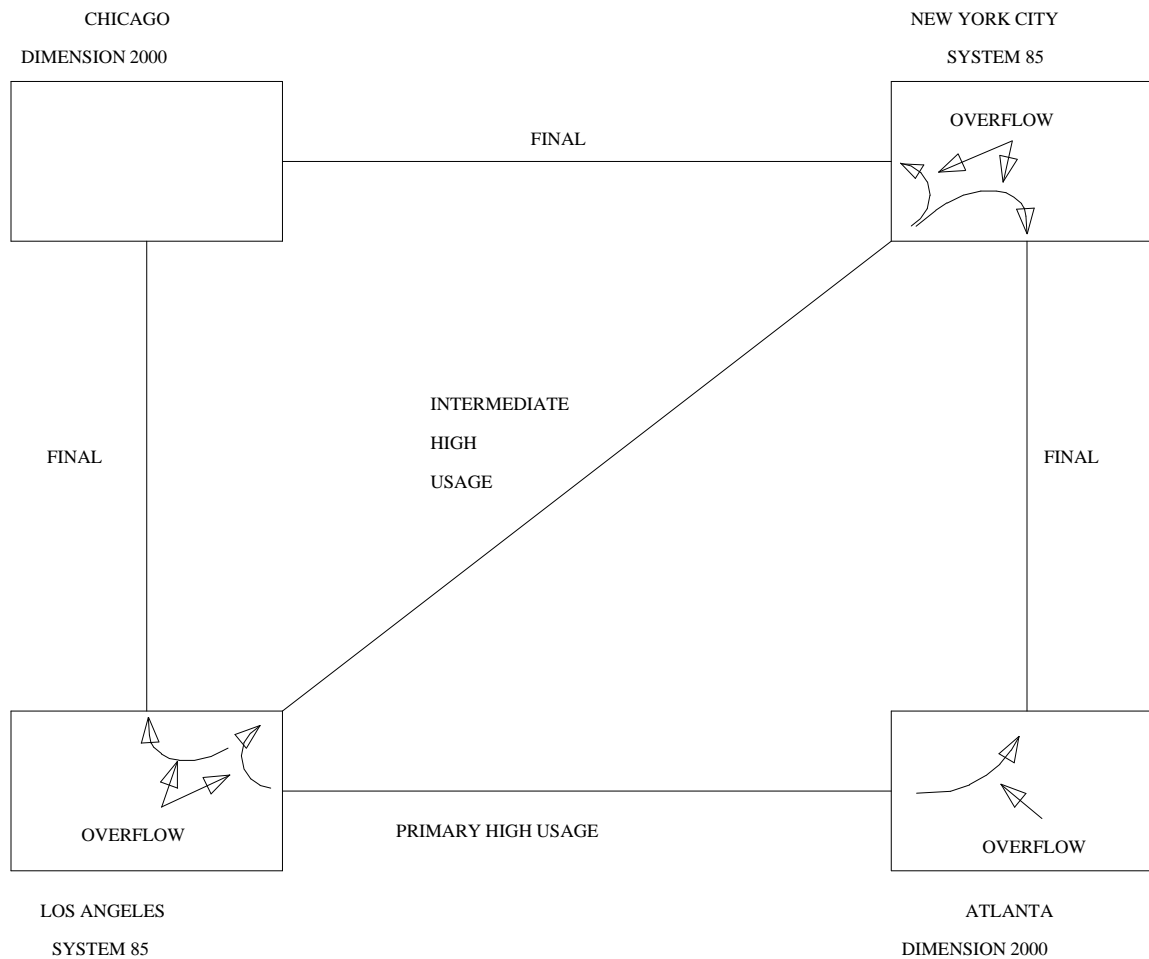 CHICAGO
DIMENSION 2000
NEW YORK CITY
SYSTEM 85
OVERFLOW
FINAL
INTERMEDIATE
HIGH
USAGE
FINAL
FINAL
OVERFLOW
PRIMARY HIGH USAGE
OVERFLOW
LOS ANGELES
SYSTEM 85
ATLANTA
DIMENSION 2000